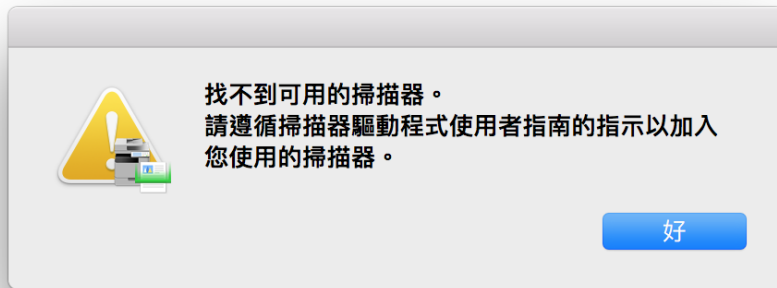 找不到可用的掃描器。
請遵循掃描器驅動程式使用者指南的指示以加入
您使用的掃描器。
好